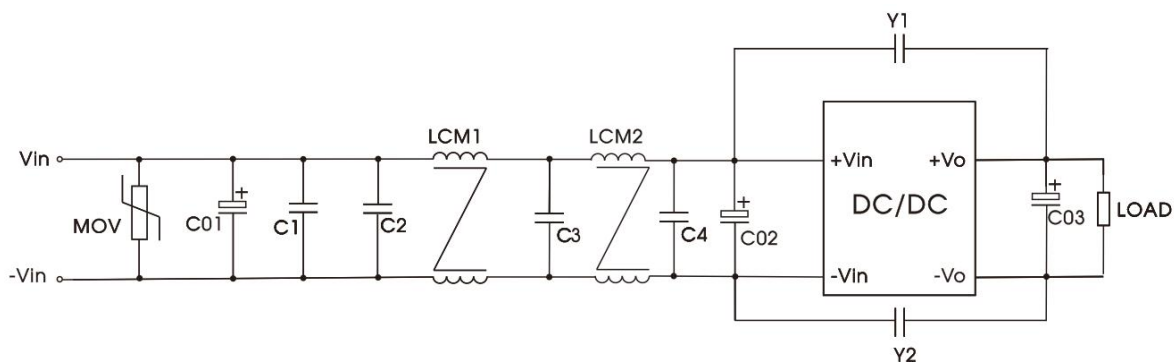 Y1
LCM1
LCM2
Vin
+Vin
+Vo
MOV
+
C01
C1
C2
C3
C4
+
C02
DC/DC
+
C03
LOAD
-Vin
-Vin
-Vo
Y2